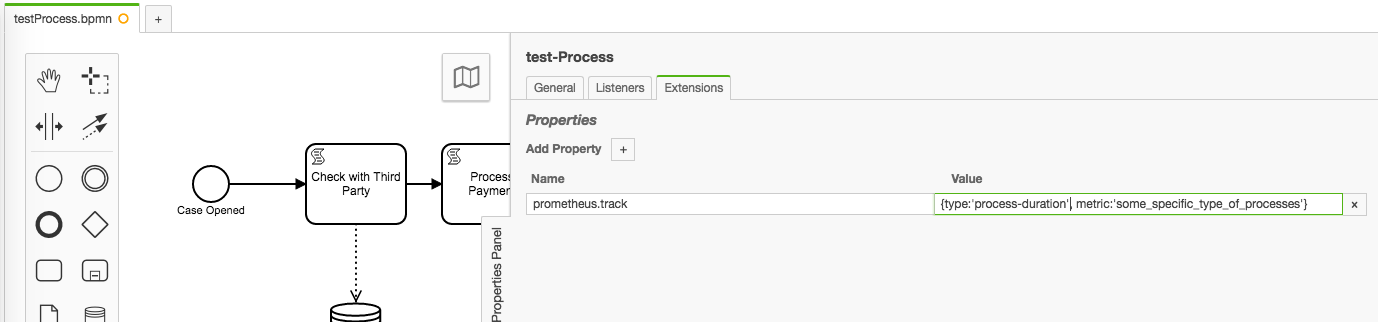 testProcess.bpmn
+
test-Process
General Listeners Extensions
Properties
Add Property +
Name Value
prometheus.track {type:'process-duration', metric:'some_specific_type_of_processes'} ×
Check with Third
Party
Process
Paymen
Case Opened
Properties Panel